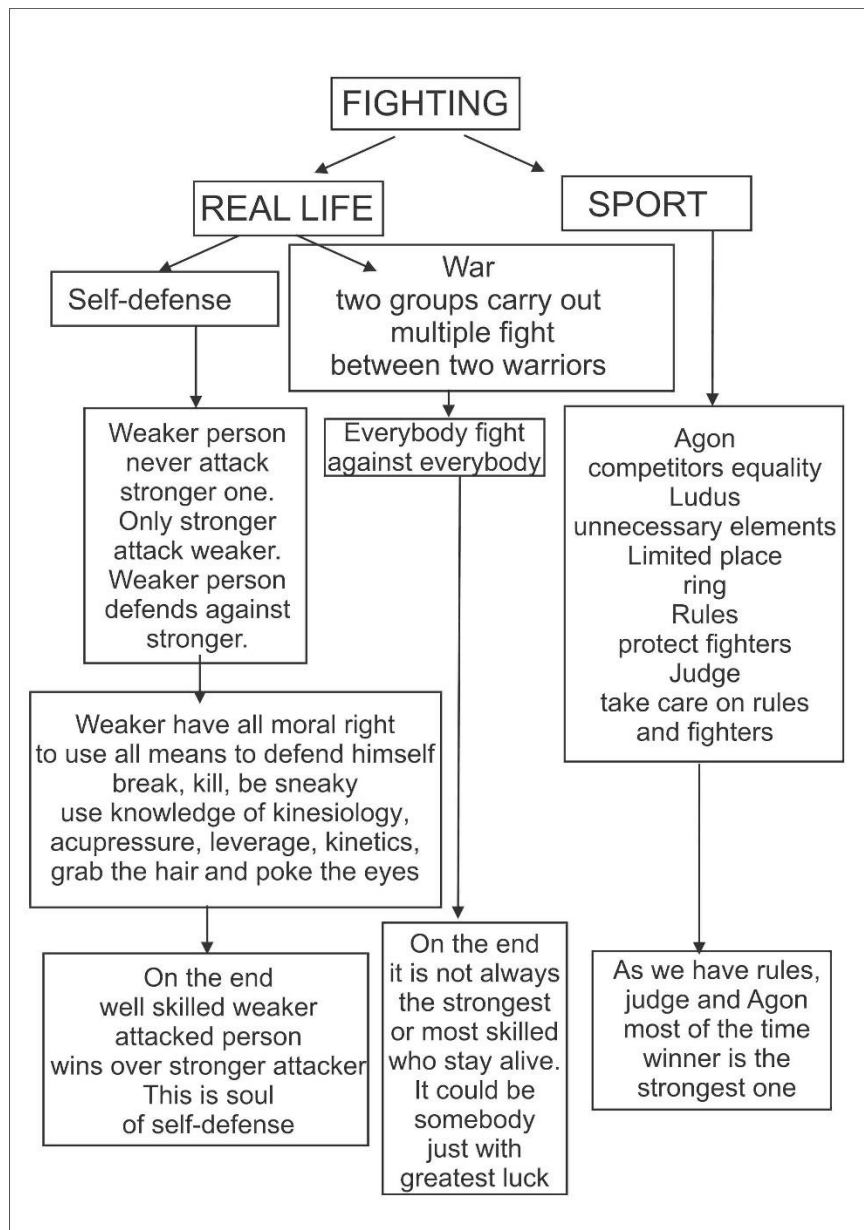 FIGHTING
REAL LIFE
SPORT
Self-defense
War
two groups carry out
multiple fight
between two warriors
Weaker person
never attack
stronger one.
Only stronger
attack weaker.
Weaker person
defends against
stronger.
Everybody fight
against everybody
Agon
competitors equality
Ludus
unnecessary elements
Limited place
ring
Rules
protect fighters
Judge
take care on rules
and fighters
Weaker have all moral right
to use all means to defend himself
break, kill, be sneaky
use knowledge of kinesiology,
acupressure, leverage, kinetics,
grab the hair and poke the eyes
On the end
well skilled weaker
attacked person
wins over stronger attacker
This is soul
of self-defense
On the end
it is not always
the strongest
or most skilled
who stay alive.
It could be
somebody
just with
greatest luck
As we have rules,
judge and Agon
most of the time
winner is the
strongest one